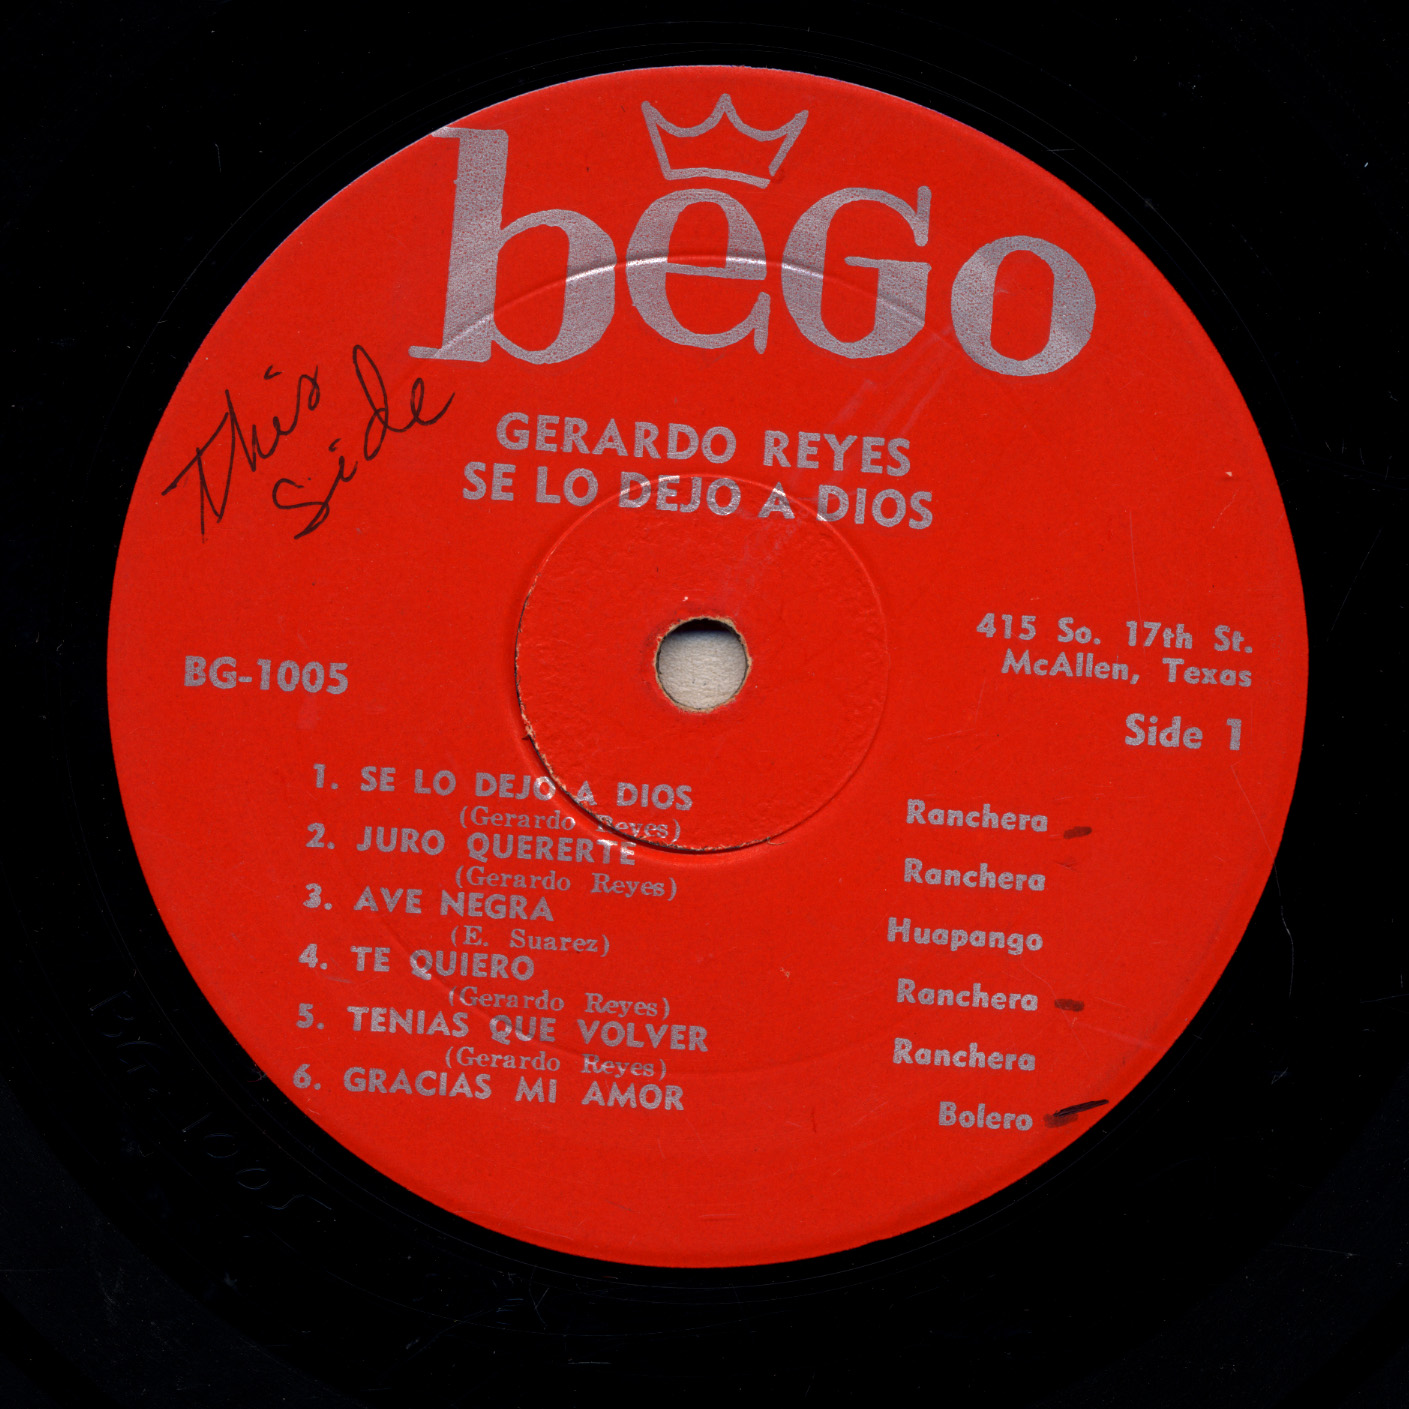 beGo
This
Side
GERARDO REYES
SE LO DEJO A DIOS
415 So. 17th St.
McAllen, Texas
BG-1005
Side 1
1. SE LO DEJO A DIOS Ranchera
(Gerardo Reyes)
2. JURO QUERERTE Ranchera
(Gerardo Reyes)
3. AVE NEGRA Huapango
(E. Suarez)
4. TE QUIERO Ranchera
(Gerardo Reyes)
5. TENIAS QUE VOLVER Ranchera
(Gerardo Reyes)
6. GRACIAS MI AMOR Bolero